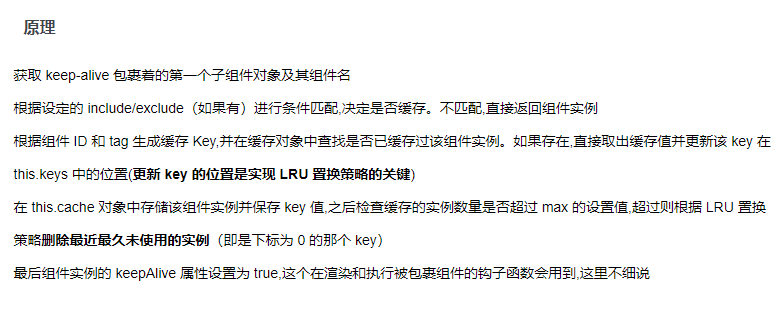 原理
获取 keep-alive 包裹着的第一个子组件对象及其组件名
根据设定的 include/exclude（如果有）进行条件匹配,决定是否缓存。不匹配,直接返回组件实例
根据组件 ID 和 tag 生成缓存 Key,并在缓存对象中查找是否已缓存过该组件实例。如果存在,直接取出缓存值并更新该 key 在
this.keys 中的位置(更新 key 的位置是实现 LRU 置换策略的关键)
在 this.cache 对象中存储该组件实例并保存 key 值,之后检查缓存的实例数量是否超过 max 的设置值,超过则根据 LRU 置换
策略删除最近最久未使用的实例（即是下标为 0 的那个 key）
最后组件实例的 keepAlive 属性设置为 true,这个在渲染和执行被包裹组件的钩子函数会用到,这里不细说